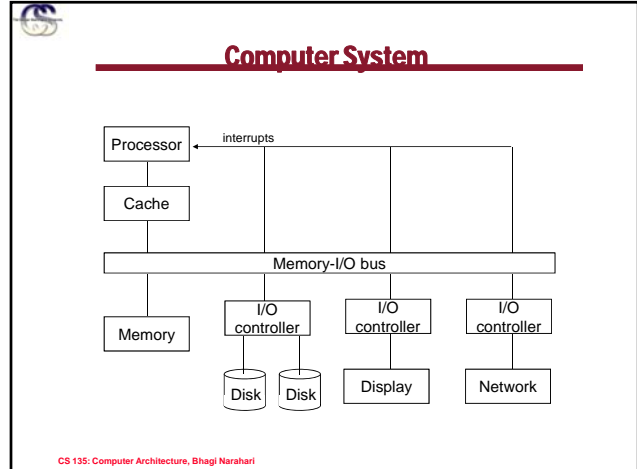 Computer System
interrupts
Processor
Cache
Memory-I/O bus
Memory
I/O
controller
I/O
controller
I/O
controller
Disk
Disk
Display
Network
CS 135: Computer Architecture, Bhagi Narahari